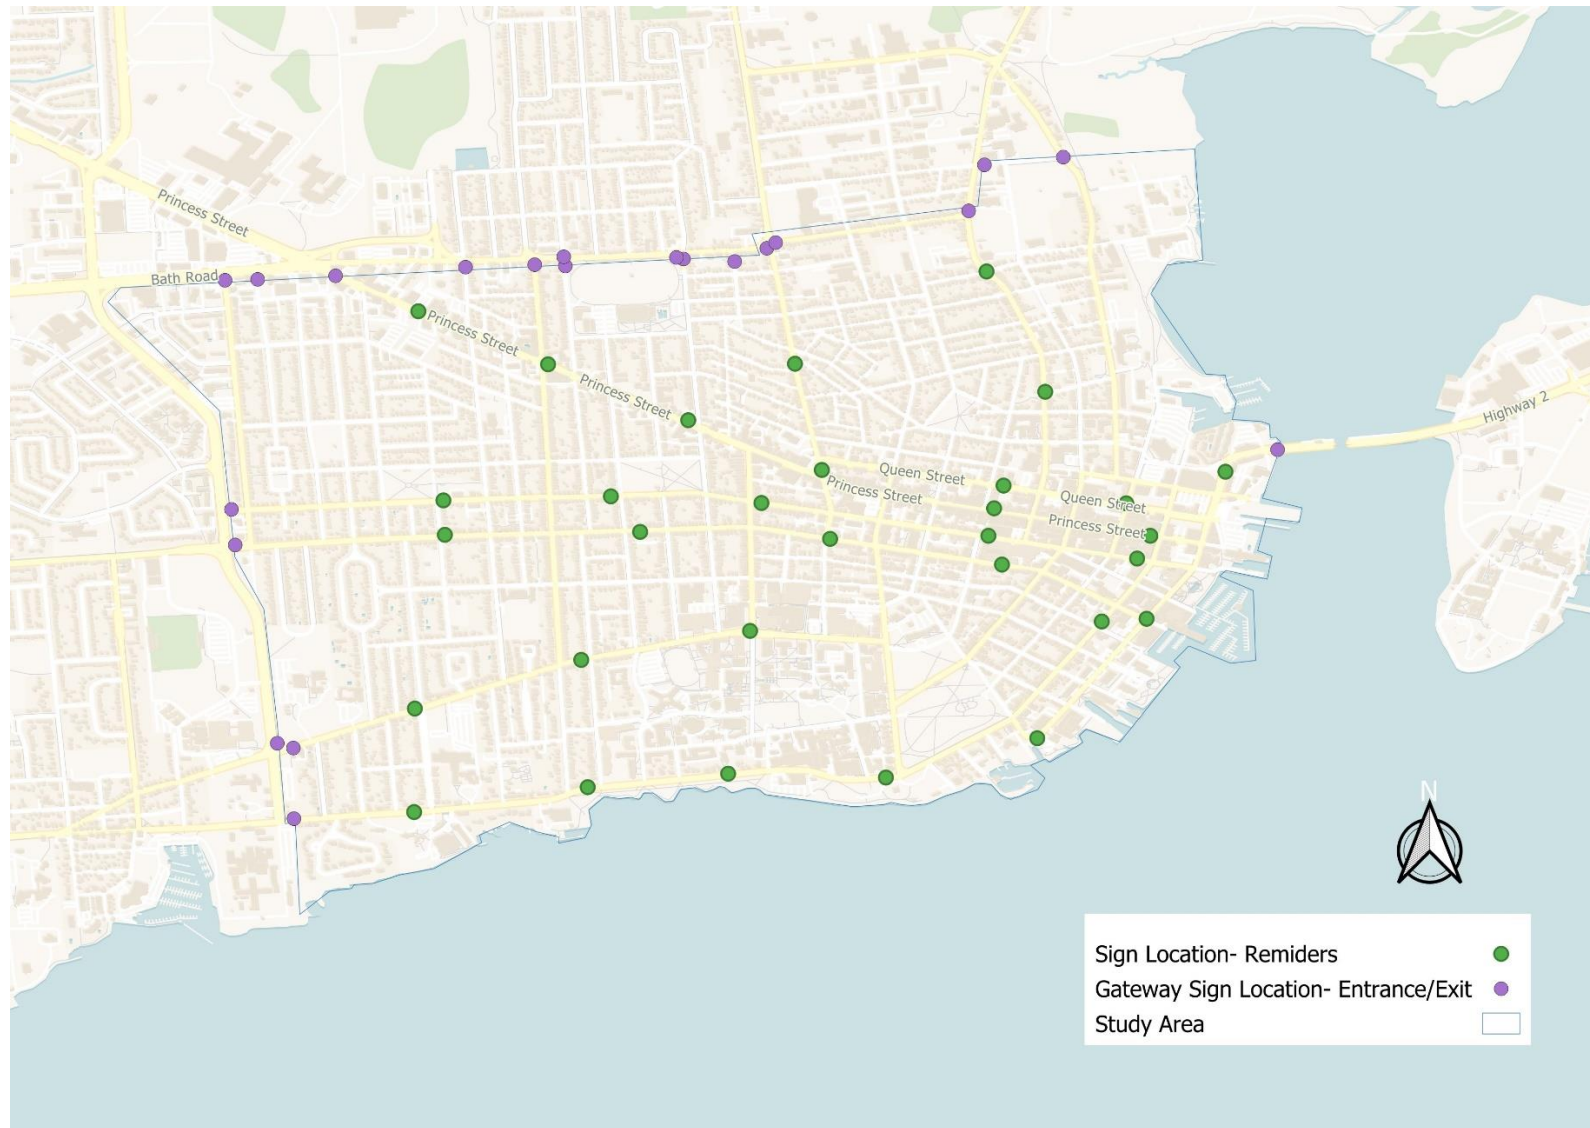 Princess Street
Bath Road
Princess Street
Princess Street
Highway 2
Queen Street
Princess Street
Queen Street
Princess Street
N
Sign Location- Remiders
Gateway Sign Location- Entrance/Exit
Study Area